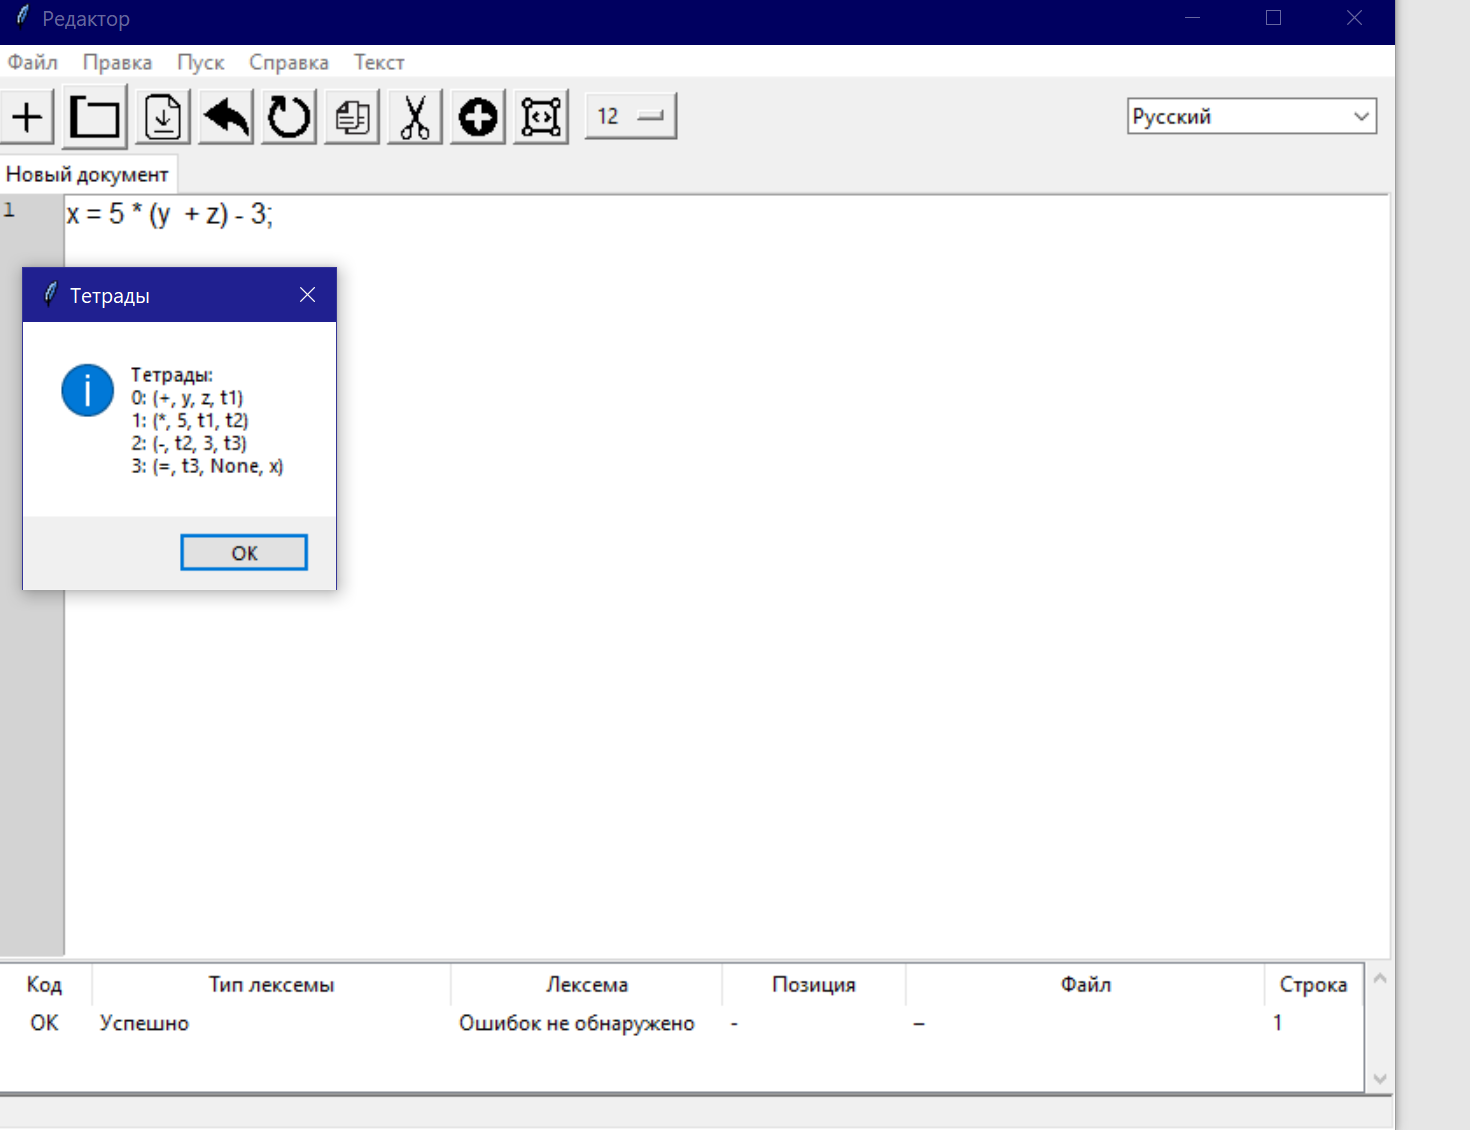 Редактор
Файл Правка Пуск Справка Текст
12 Русский
Новый документ
1 x = 5 * (y  + z) - 3;
Тетрады
Тетрады:
0: (+, y, z, t1)
1: (*, 5, t1, t2)
2: (-, t2, 3, t3)
3: (=, t3, None, x)
OK
Код Тип лексемы Лексема Позиция Файл Строка
OK Успешно Ошибок не обнаружено - – 1